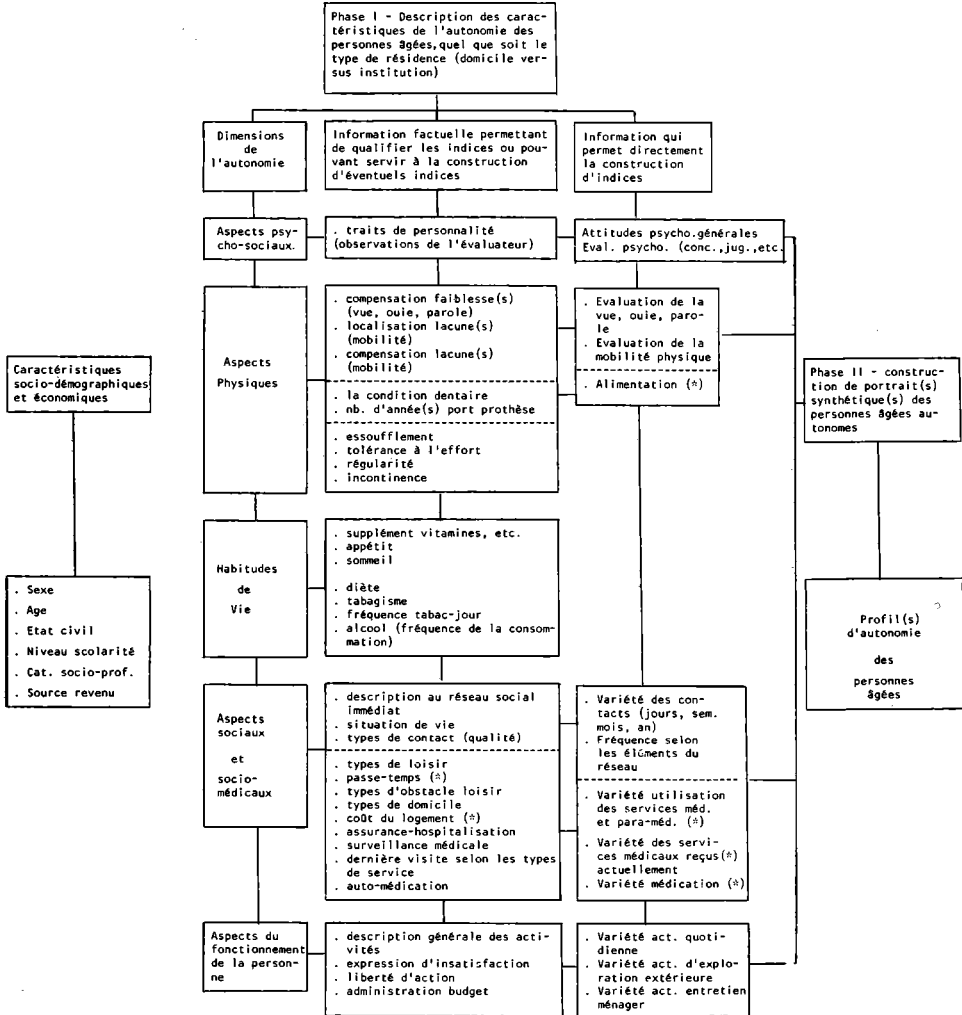 Phase I - Description des carac-
téristiques de l'autonomie des
personnes âgées,quel que soit le
type de résidence (domicile ver-
sus institution)
Dimensions
de
l'autonomie
Information factuelle permettant
de qualifier les indices ou pou-
vant servir à la construction
d'éventuels indices
Information qui
permet directement
la construction
d'indices
Aspects psy-
cho-sociaux.
. traits de personnalité
(observations de l'évaluateur)
Attitudes psycho.générales
Eval. psycho. (conc.,jug.,etc.
Aspects
Physiques
. compensation faiblesse(s)
(vue, ouie, parole)
. localisation lacune(s)
(mobilité)
. compensation lacune(s)
(mobilité)
. la condition dentaire
. nb. d'année(s) port prothèse
. essoufflement
. tolérance à l'effort
. régularité
. incontinence
. Evaluation de la
vue, ouie, paro-
le
. Evaluation de la
mobilité physique
. Alimentation (*)
Caractéristiques
socio-démographiques
et économiques
Phase II - construc-
tion de portrait(s)
synthétique(s) des
personnes âgées au-
tonomes
Habitudes
de
Vie
. supplément vitamines, etc.
. appétit
. sommeil
. diète
. tabagisme
. fréquence tabac-jour
. alcool (fréquence de la consom-
mation)
. Sexe
. Age
. Etat civil
. Niveau scolarité
. Cat. socio-prof.
. Source revenu
Profil(s)
d'autonomie
des
personnes
âgées
Aspects
sociaux
et
socio-
médicaux
. description au réseau social
immédiat
. situation de vie
. types de contact (qualité)
. types de loisir
. passe-temps (*)
. types d'obstacle loisir
. types de domicile
. coût du logement (*)
. assurance-hospitalisation
. surveillance médicale
. dernière visite selon les types
de service
. auto-médication
. Variété des con-
tacts (jours, sem.
mois, an)
. Fréquence selon
les éléments du
réseau
. Variété utilisation
des services méd.
et para-méd. (*)
. Variété des servi-
ces médicaux reçus(*)
actuellement
. Variété médication (*)
Aspects du
fonctionnement
de la person-
ne
. description générale des acti-
vités
. expression d'insatisfaction
. liberté d'action
. administration budget
. Variété act. quoti-
dienne
. Variété act. d'explo-
ration extérieure
. Variété act. entretien
ménager